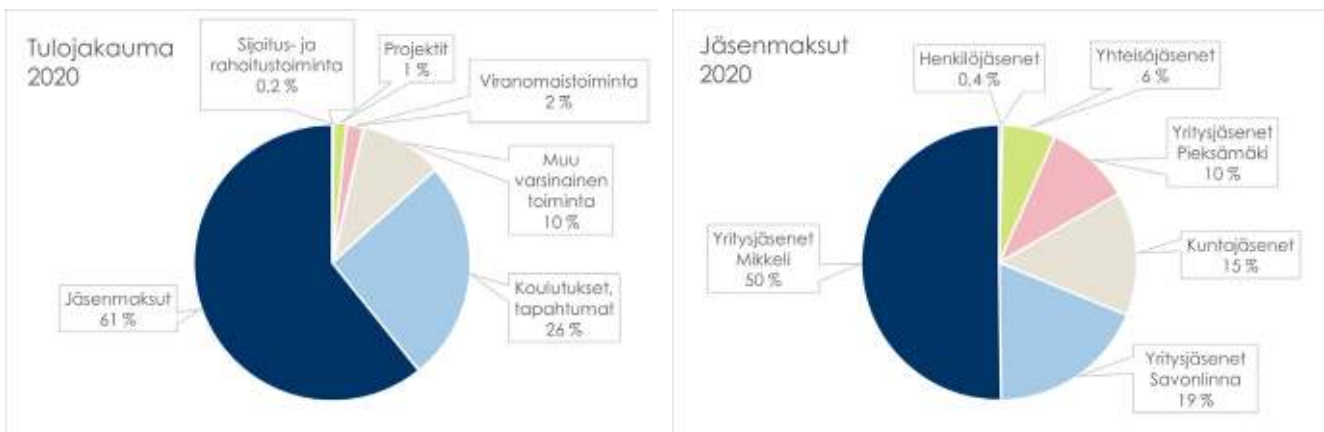 Tulojakauma
2020
Sijoitus- ja
rahoitustoiminta
0,2 %
Projektit
1 %
Viranomaistoiminta
2 %
Muu
varsinainen
toiminta
10 %
Koulutukset,
tapahtumat
26 %
Jäsenmaksut
61 %
Jäsenmaksut
2020
Henkilöjäsenet
0,4 %
Yhteisöjäsenet
6 %
Yritysjäsenet
Pieksämäki
10 %
Kuntajäsenet
15 %
Yritysjäsenet
Savonlinna
19 %
Yritysjäsenet
Mikkeli
50 %